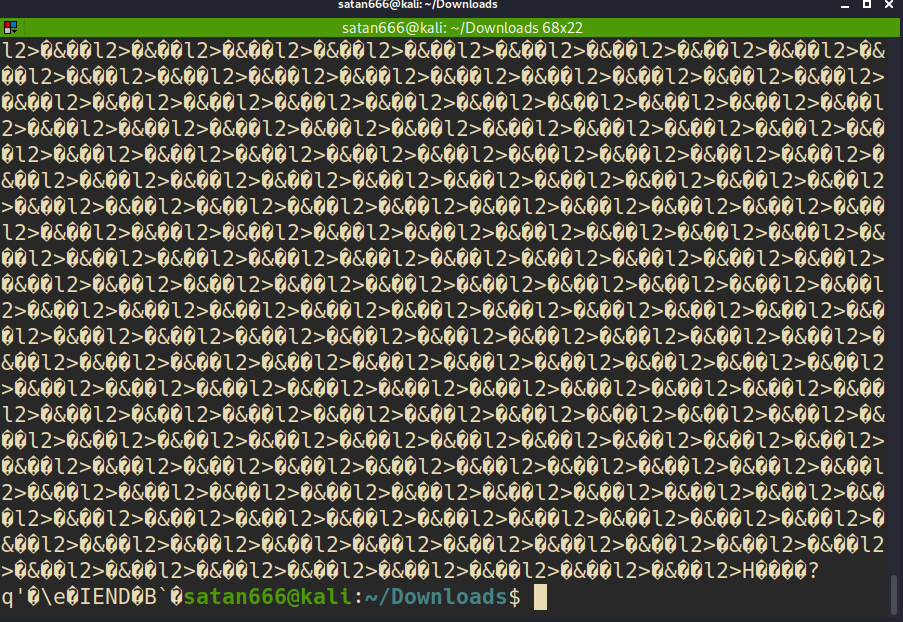 satan666@kali: ~/Downloads
satan666@kali: ~/Downloads 68x22
l2>�&��l2>�&��l2>�&��l2>�&��l2>�&��l2>�&��l2>�&��l2>�&��l2>�&��l2>�&
��l2>�&��l2>�&��l2>�&��l2>�&��l2>�&��l2>�&��l2>�&��l2>�&��l2>�&��l2>
�&��l2>�&��l2>�&��l2>�&��l2>�&��l2>�&��l2>�&��l2>�&��l2>�&��l2>�&��l
2>�&��l2>�&��l2>�&��l2>�&��l2>�&��l2>�&��l2>�&��l2>�&��l2>�&��l2>�&�
�l2>�&��l2>�&��l2>�&��l2>�&��l2>�&��l2>�&��l2>�&��l2>�&��l2>�&��l2>�
&��l2>�&��l2>�&��l2>�&��l2>�&��l2>�&��l2>�&��l2>�&��l2>�&��l2>�&��l2
>�&��l2>�&��l2>�&��l2>�&��l2>�&��l2>�&��l2>�&��l2>�&��l2>�&��l2>�&��
l2>�&��l2>�&��l2>�&��l2>�&��l2>�&��l2>�&��l2>�&��l2>�&��l2>�&��l2>�&
��l2>�&��l2>�&��l2>�&��l2>�&��l2>�&��l2>�&��l2>�&��l2>�&��l2>�&��l2>
�&��l2>�&��l2>�&��l2>�&��l2>�&��l2>�&��l2>�&��l2>�&��l2>�&��l2>�&��l
2>�&��l2>�&��l2>�&��l2>�&��l2>�&��l2>�&��l2>�&��l2>�&��l2>�&��l2>�&�
�l2>�&��l2>�&��l2>�&��l2>�&��l2>�&��l2>�&��l2>�&��l2>�&��l2>�&��l2>�
&��l2>�&��l2>�&��l2>�&��l2>�&��l2>�&��l2>�&��l2>�&��l2>�&��l2>�&��l2
>�&��l2>�&��l2>�&��l2>�&��l2>�&��l2>�&��l2>�&��l2>�&��l2>�&��l2>�&��
l2>�&��l2>�&��l2>�&��l2>�&��l2>�&��l2>�&��l2>�&��l2>�&��l2>�&��l2>�&
��l2>�&��l2>�&��l2>�&��l2>�&��l2>�&��l2>�&��l2>�&��l2>�&��l2>�&��l2>
�&��l2>�&��l2>�&��l2>�&��l2>�&��l2>�&��l2>�&��l2>�&��l2>�&��l2>�&��l
2>�&��l2>�&��l2>�&��l2>�&��l2>�&��l2>�&��l2>�&��l2>�&��l2>�&��l2>�&�
�l2>�&��l2>�&��l2>�&��l2>�&��l2>�&��l2>�&��l2>�&��l2>�&��l2>�&��l2>�
&��l2>�&��l2>�&��l2>�&��l2>�&��l2>�&��l2>�&��l2>�&��l2>�&��l2>�&��l2
>�&��l2>�&��l2>�&��l2>�&��l2>�&��l2>�&��l2>�&��l2>�&��l2>H����?
q'�\e�IEND�B`�satan666@kali:~/Downloads$